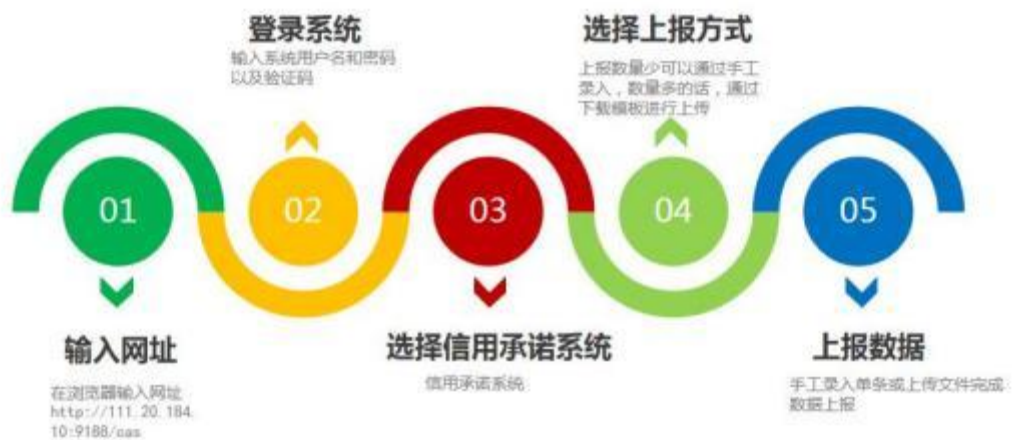 01
输入网址
在浏览器输入网址
http://111.20.184.
10:9188/cas
02
登录系统
输入系统用户名和密码
以及验证码
03
选择信用承诺系统
信用承诺系统
04
选择上报方式
上报数量少可以通过手工
录入，数量多的话，通过
下载模板进行上传
05
上报数据
手工录入单条或上传文件完成
数据上报